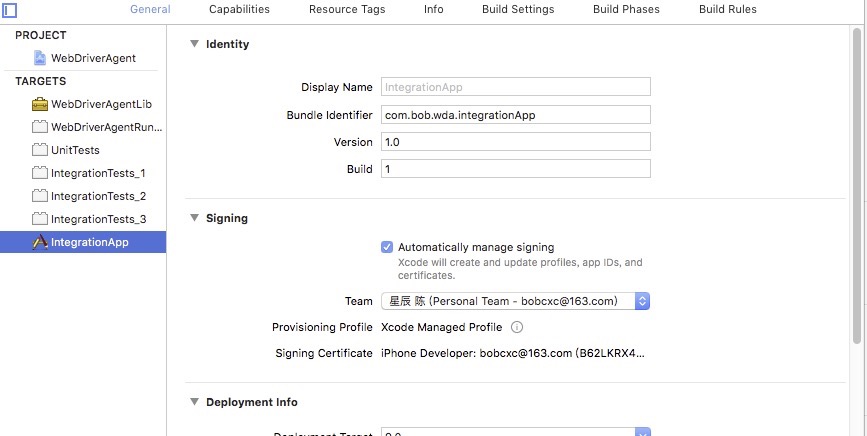 General Capabilities Resource Tags Info Build Settings Build Phases Build Rules
PROJECT
WebDriverAgent
TARGETS
WebDriverAgentLib
WebDriverAgentRun...
UnitTests
IntegrationTests_1
IntegrationTests_2
IntegrationTests_3
IntegrationApp
Identity
Display Name IntegrationApp
Bundle Identifier com.bob.wda.integrationApp
Version 1.0
Build 1
Signing
Automatically manage signing
Xcode will create and update profiles, app IDs, and
certificates.
Team 星辰 陈 (Personal Team - bobcxc@163.com)
Provisioning Profile Xcode Managed Profile
Signing Certificate iPhone Developer: bobcxc@163.com (B62LKRX4...
Deployment Info
Deployment Target